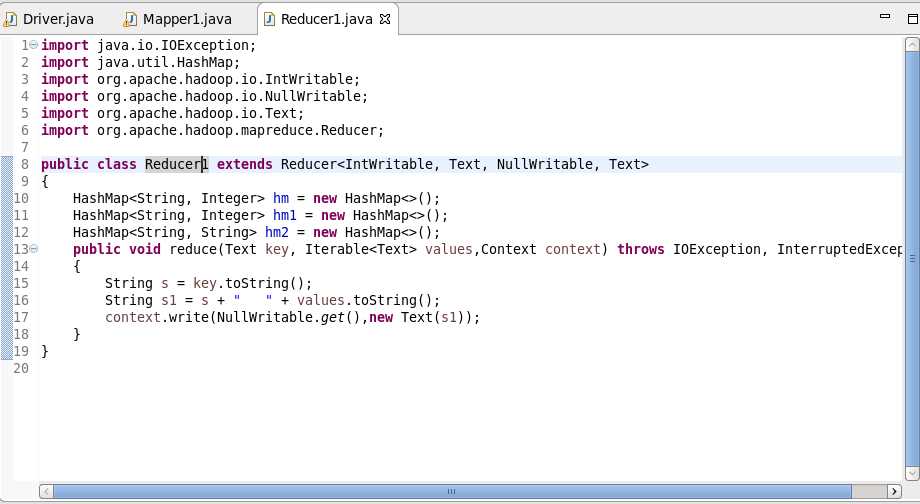 Driver.java Mapper1.java Reducer1.java
1 import java.io.IOException;
2 import java.util.HashMap;
3 import org.apache.hadoop.io.IntWritable;
4 import org.apache.hadoop.io.NullWritable;
5 import org.apache.hadoop.io.Text;
6 import org.apache.hadoop.mapreduce.Reducer;
7
8 public class Reducer1 extends Reducer<IntWritable, Text, NullWritable, Text>
9 {
10     HashMap<String, Integer> hm = new HashMap<>();
11     HashMap<String, Integer> hm1 = new HashMap<>();
12     HashMap<String, String> hm2 = new HashMap<>();
13     public void reduce(Text key, Iterable<Text> values,Context context) throws IOException, InterruptedExcep
14     {
15         String s = key.toString();
16         String s1 = s + "   " + values.toString();
17         context.write(NullWritable.get(),new Text(s1));
18     }
19 }
20